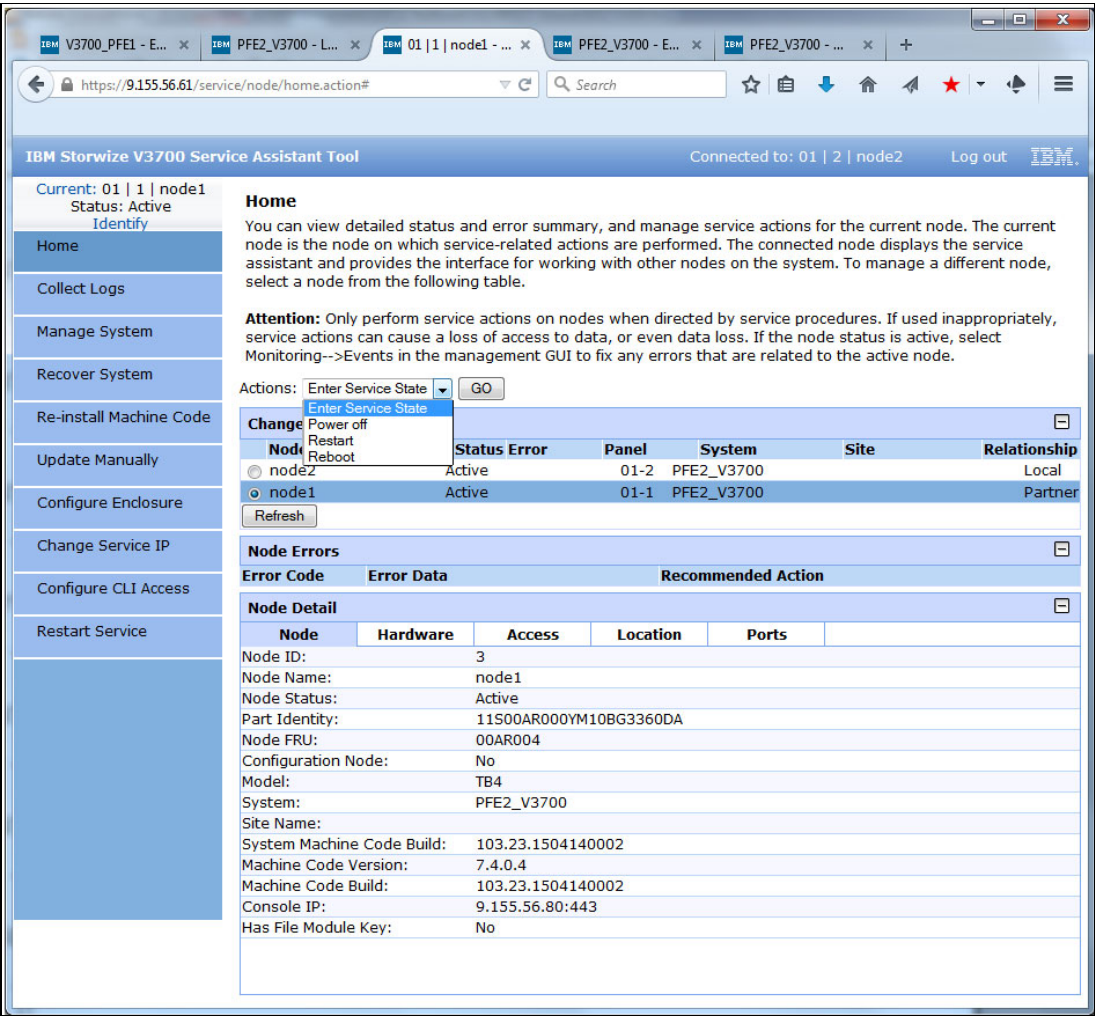 V3700_PFE1 - E... × PFE2_V3700 - L... × 01 | 1 | node1 - ... × PFE2_V3700 - E... × PFE2_V3700 - ... ×
https://9.155.56.61/service/node/home.action# Search
IBM Storwize V3700 Service Assistant Tool Connected to: 01 | 2 | node2 Log out IBM.
Current: 01 | 1 | node1
Status: Active
Identify
Home
Collect Logs
Manage System
Recover System
Re-install Machine Code
Update Manually
Configure Enclosure
Change Service IP
Configure CLI Access
Restart Service
Home
You can view detailed status and error summary, and manage service actions for the current node. The current
node is the node on which service-related actions are performed. The connected node displays the service
assistant and provides the interface for working with other nodes on the system. To manage a different node,
select a node from the following table.
Attention: Only perform service actions on nodes when directed by service procedures. If used inappropriately,
service actions can cause a loss of access to data, or even data loss. If the node status is active, select
Monitoring-->Events in the management GUI to fix any errors that are related to the active node.
Actions: Enter Service State GO
Enter Service State
Power off
Restart
Reboot
Change
Node Status Error Panel System Site Relationship
node2 Active 01-2 PFE2_V3700 Local
node1 Active 01-1 PFE2_V3700 Partner
Refresh
Node Errors
Error Code Error Data Recommended Action
Node Detail
Node Hardware Access Location Ports
Node ID: 3
Node Name: node1
Node Status: Active
Part Identity: 11S00AR000YM10BG3360DA
Node FRU: 00AR004
Configuration Node: No
Model: TB4
System: PFE2_V3700
Site Name:
System Machine Code Build: 103.23.1504140002
Machine Code Version: 7.4.0.4
Machine Code Build: 103.23.1504140002
Console IP: 9.155.56.80:443
Has File Module Key: No